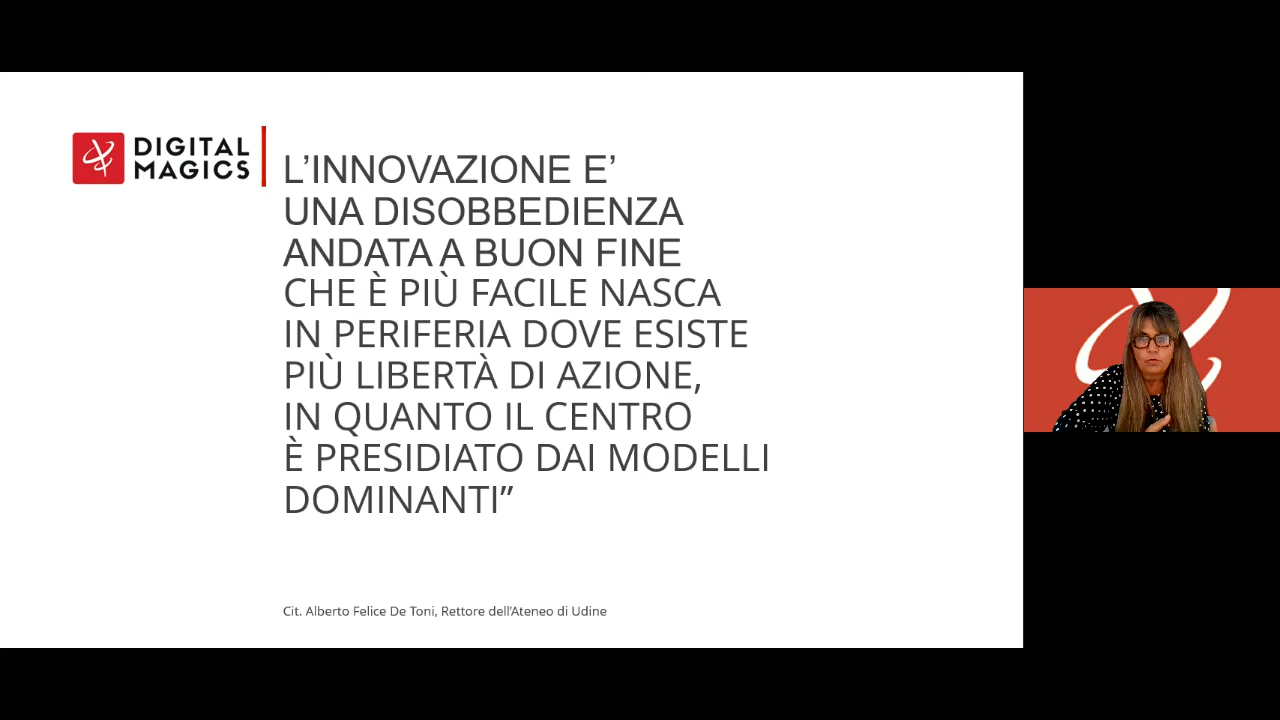 DIGITAL
MAGICS
L’INNOVAZIONE E’
UNA DISOBBEDIENZA
ANDATA A BUON FINE
CHE È PIÙ FACILE NASCA
IN PERIFERIA DOVE ESISTE
PIÙ LIBERTÀ DI AZIONE,
IN QUANTO IL CENTRO
È PRESIDIATO DAI MODELLI
DOMINANTI”
Cit. Alberto Felice De Toni, Rettore dell’Ateneo di Udine